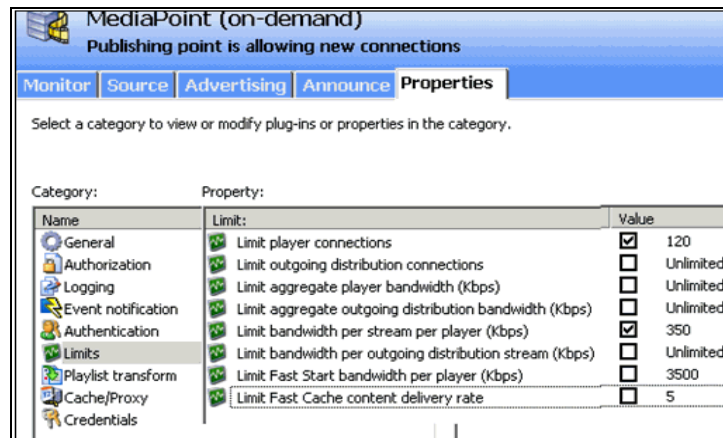 MediaPoint (on-demand)
Publishing point is allowing new connections
Monitor Source Advertising Announce Properties
Select a category to view or modify plug-ins or properties in the category.
Category: Property:
Name Limit: Value
General Limit player connections 120
Authorization Limit outgoing distribution connections Unlimited
Logging Limit aggregate player bandwidth (Kbps) Unlimited
Event notification Limit aggregate outgoing distribution bandwidth (Kbps) Unlimited
Authentication Limit bandwidth per stream per player (Kbps) 350
Limits Limit bandwidth per outgoing distribution stream (Kbps) Unlimited
Playlist transform Limit Fast Start bandwidth per player (Kbps) 3500
Cache/Proxy Limit Fast Cache content delivery rate 5
Credentials